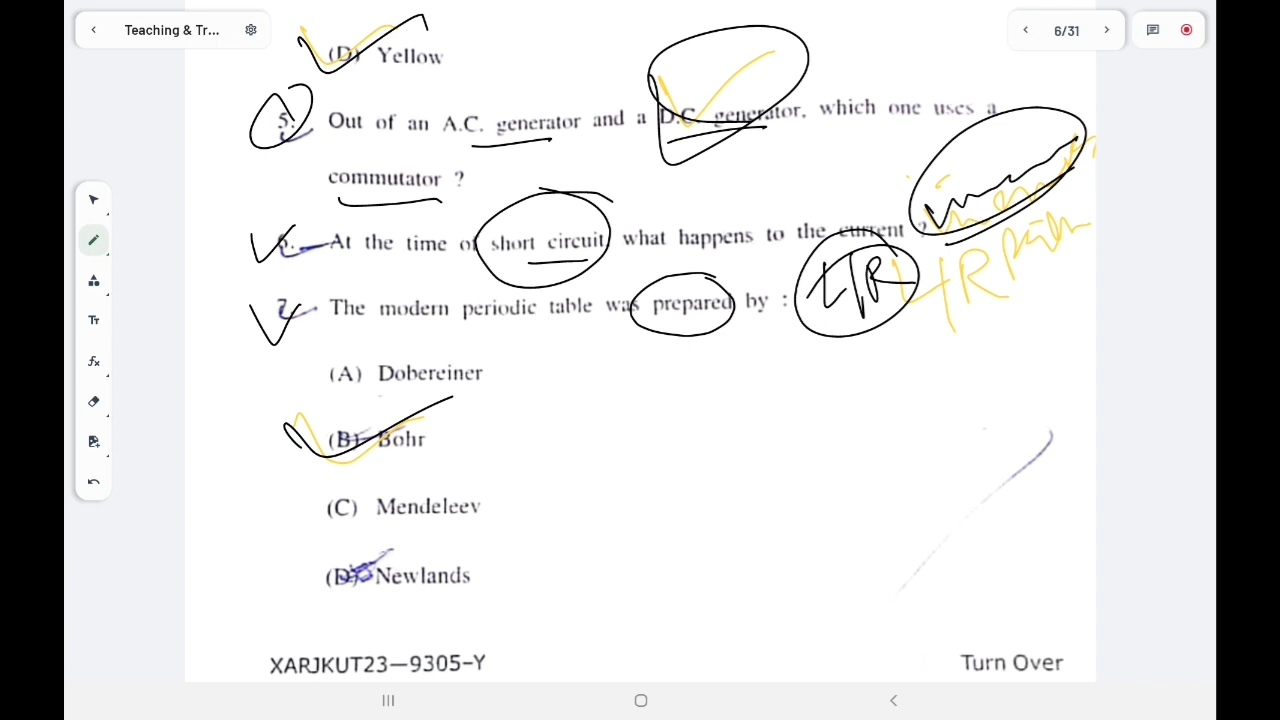 Teaching & Tr...
6/31
(D) Yellow
5. Out of an A.C. generator and a D.C. generator, which one uses a
commutator ?
6. At the time of short circuit, what happens to the current ?
7. The modern periodic table was prepared by :
(A) Dobereiner
(B) Bohr
(C) Mendeleev
(D) Newlands
XARJKUT23—9305—Y
Turn Over
Tr
fx